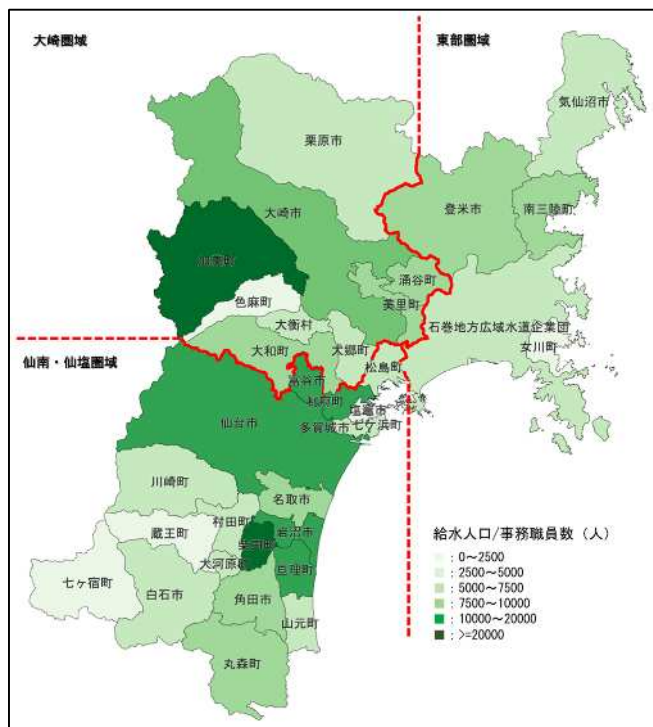 大崎圏域
東部圏域
気仙沼市
栗原市
登米市
南三陸町
大崎市
加美町
涌谷町
色麻町
美里町
大衡村
石巻地方広域水道企業団
女川町
大和町
大郷町
松島町
仙南・仙塩圏域
富谷市
利府町
塩竈市
仙台市
多賀城市
七ヶ浜町
川崎町
名取市
村田町
岩沼市
蔵王町
柴田町
大河原町
亘理町
七ヶ宿町
白石市
角田市
山元町
丸森町
給水人口/事務職員数（人）
：0～2500
：2500～5000
：5000～7500
：7500～10000
：10000～20000
：>=20000